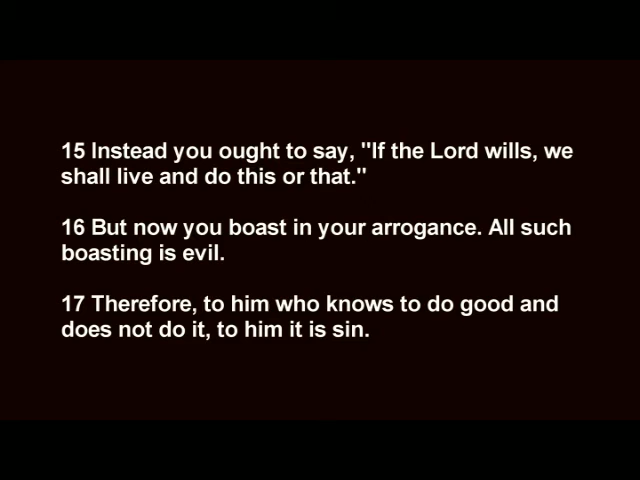 15 Instead you ought to say, "If the Lord wills, we
shall live and do this or that."
16 But now you boast in your arrogance. All such
boasting is evil.
17 Therefore, to him who knows to do good and
does not do it, to him it is sin.